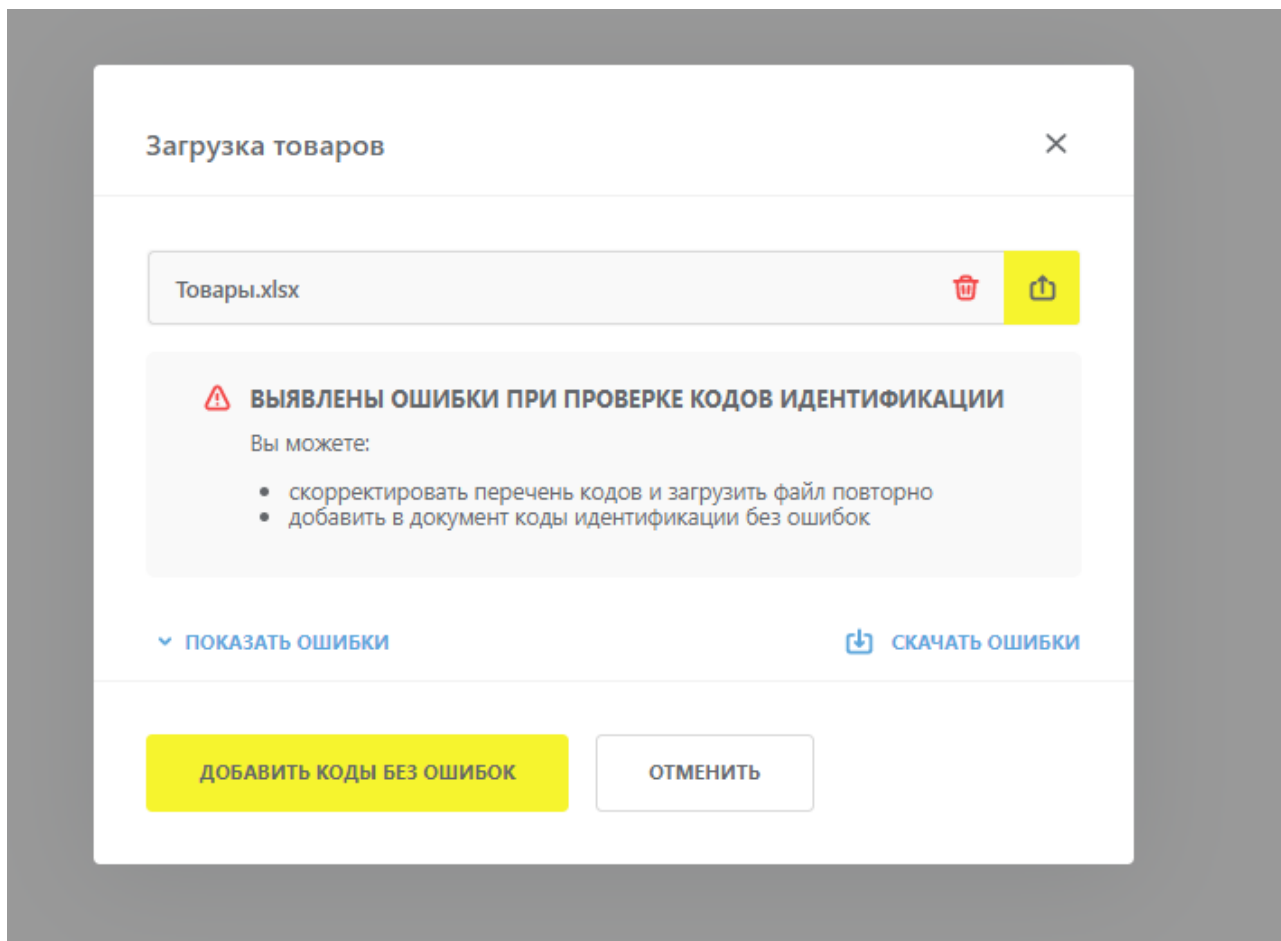 Загрузка товаров
Товары.xlsx
ВЫЯВЛЕНЫ ОШИБКИ ПРИ ПРОВЕРКЕ КОДОВ ИДЕНТИФИКАЦИИ
Вы можете:
• скорректировать перечень кодов и загрузить файл повторно
• добавить в документ коды идентификации без ошибок
ПОКАЗАТЬ ОШИБКИ
СКАЧАТЬ ОШИБКИ
ДОБАВИТЬ КОДЫ БЕЗ ОШИБОК
ОТМЕНИТЬ